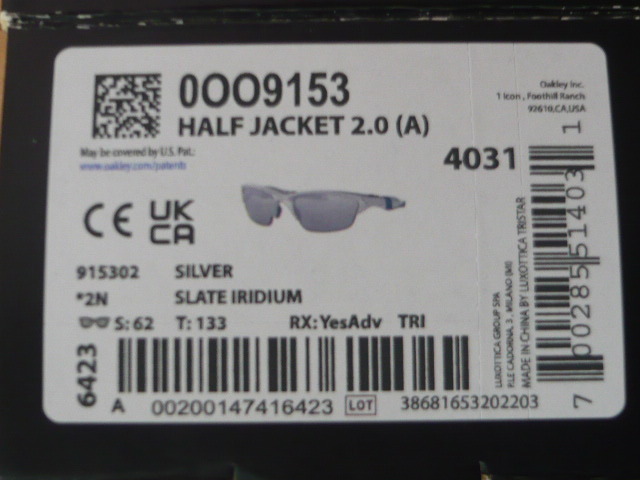 0OO9153
HALF JACKET 2.0 (A)
Oakley Inc.
1 Icon , Foothill Ranch
92610,CA,USA
May be covered by U.S. Pat.:
www.oakley.com/patents
4031
CE UK
CA
915302 SILVER
*2N SLATE IRIDIUM
S: 62 T: 133 RX:YesAdv TRI
6423
A 00200147416423 LOT 38681653202203
LUXOTTICA GROUP SPA
P.LE CADORNA, 3 . MILANO (MI)
MADE IN CHINA BY LUXOTTICA TRISTAR
7 00285 51403 1